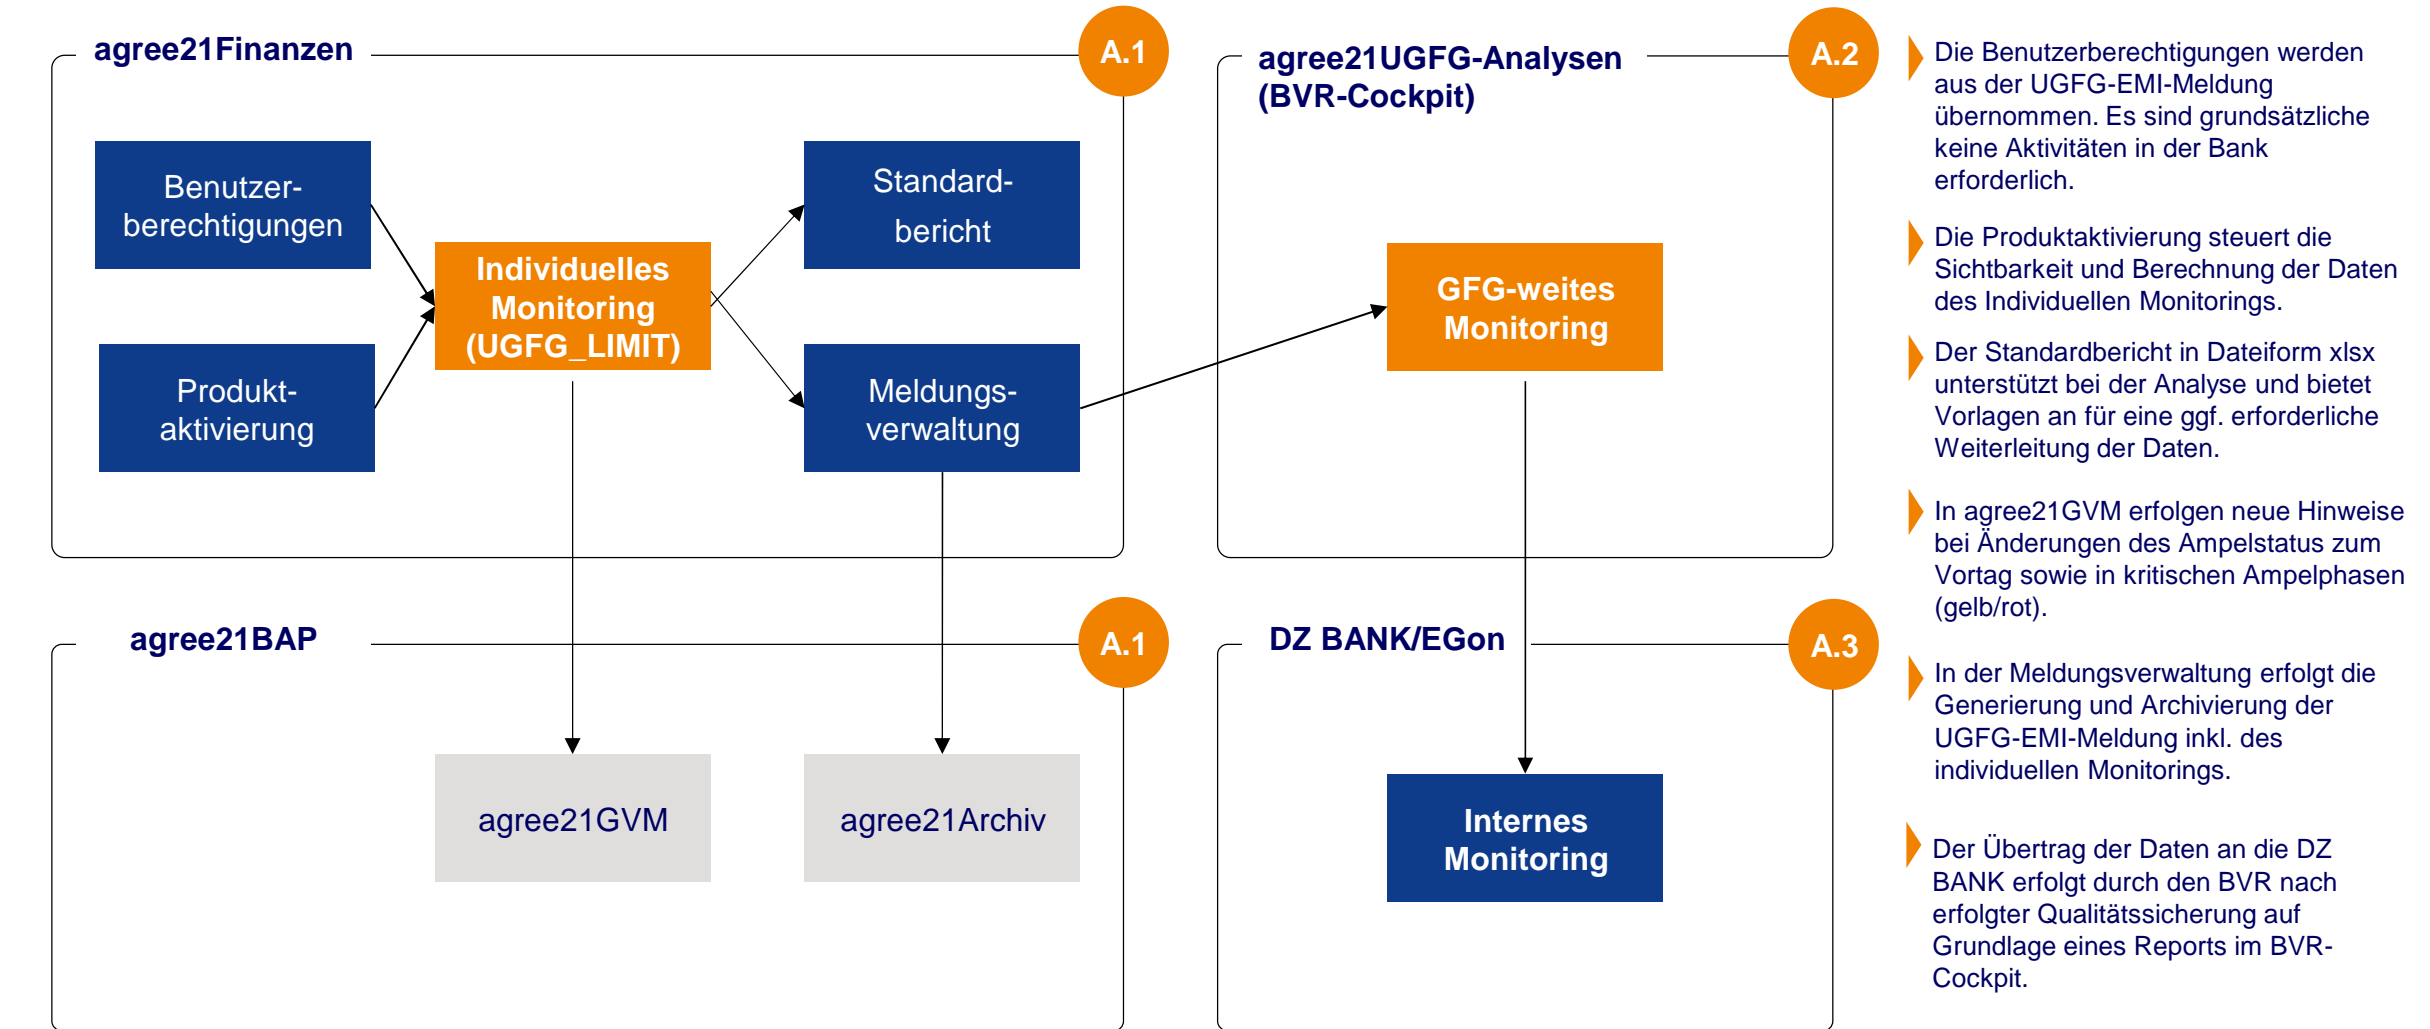 agree21Finanzen
A.1
Benutzer-
berechtigungen
Produkt-
aktivierung
Individuelles
Monitoring
(UGFG_LIMIT)
Standard-
bericht
Meldungs-
verwaltung
agree21UGFG-Analysen
(BVR-Cockpit)
A.2
GFG-weites
Monitoring
agree21BAP
A.1
agree21GVM
agree21Archiv
DZ BANK/EGon
A.3
Internes
Monitoring
Die Benutzerberechtigungen werden
aus der UGFG-EMI-Meldung
übernommen. Es sind grundsätzliche
keine Aktivitäten in der Bank
erforderlich.
Die Produktaktivierung steuert die
Sichtbarkeit und Berechnung der Daten
des Individuellen Monitorings.
Der Standardbericht in Dateiform xlsx
unterstützt bei der Analyse und bietet
Vorlagen an für eine ggf. erforderliche
Weiterleitung der Daten.
In agree21GVM erfolgen neue Hinweise
bei Änderungen des Ampelstatus zum
Vortag sowie in kritischen Ampelphasen
(gelb/rot).
In der Meldungsverwaltung erfolgt die
Generierung und Archivierung der
UGFG-EMI-Meldung inkl. des
individuellen Monitorings.
Der Übertrag der Daten an die DZ
BANK erfolgt durch den BVR nach
erfolgter Qualitätssicherung auf
Grundlage eines Reports im BVR-
Cockpit.